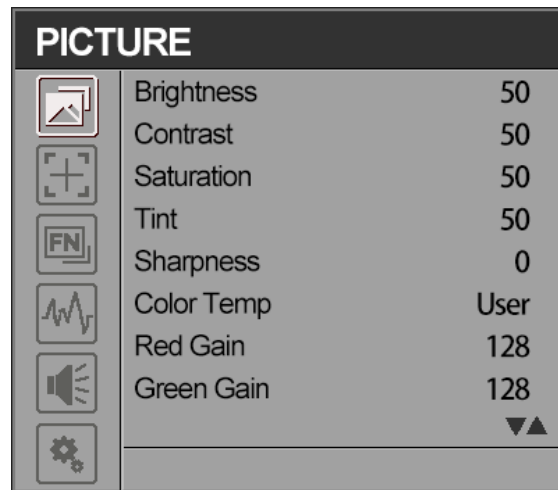 PICTURE
Brightness 50
Contrast 50
Saturation 50
Tint 50
FN
Sharpness 0
Color Temp User
Red Gain 128
Green Gain 128